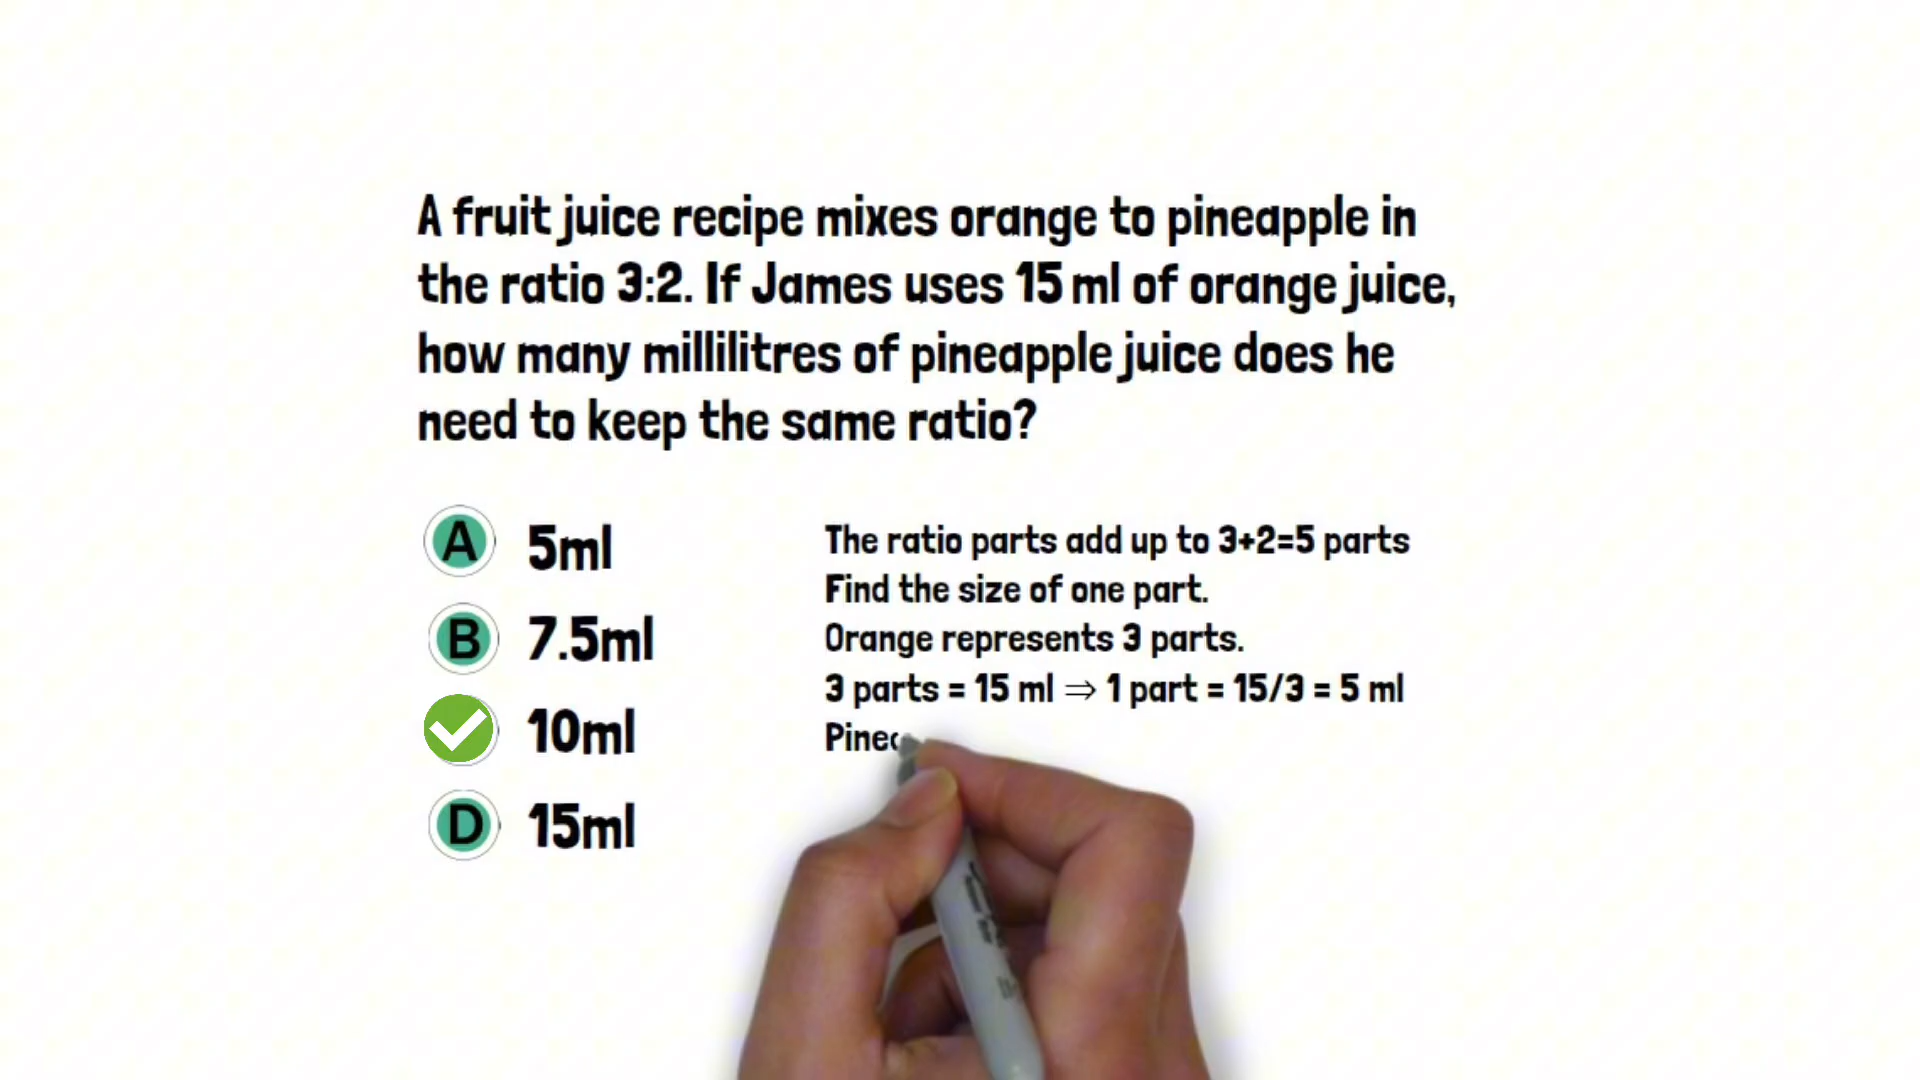 A fruit juice recipe mixes orange to pineapple in
the ratio 3:2. If James uses 15 ml of orange juice,
how many millilitres of pineapple juice does he
need to keep the same ratio?
A 5ml
B 7.5ml
10ml
D 15ml
The ratio parts add up to 3+2=5 parts
Find the size of one part.
Orange represents 3 parts.
3 parts = 15 ml ⇒ 1 part = 15/3 = 5 ml